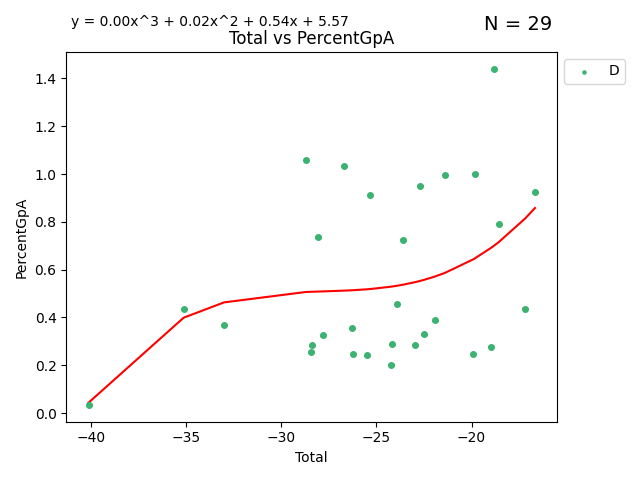 y = 0.00x^3 + 0.02x^2 + 0.54x + 5.57
N = 29
Total vs PercentGpA
D
PercentGpA
1.4
1.2
1.0
0.8
0.6
0.4
0.2
0.0
−40
−35
−30
−25
−20
Total